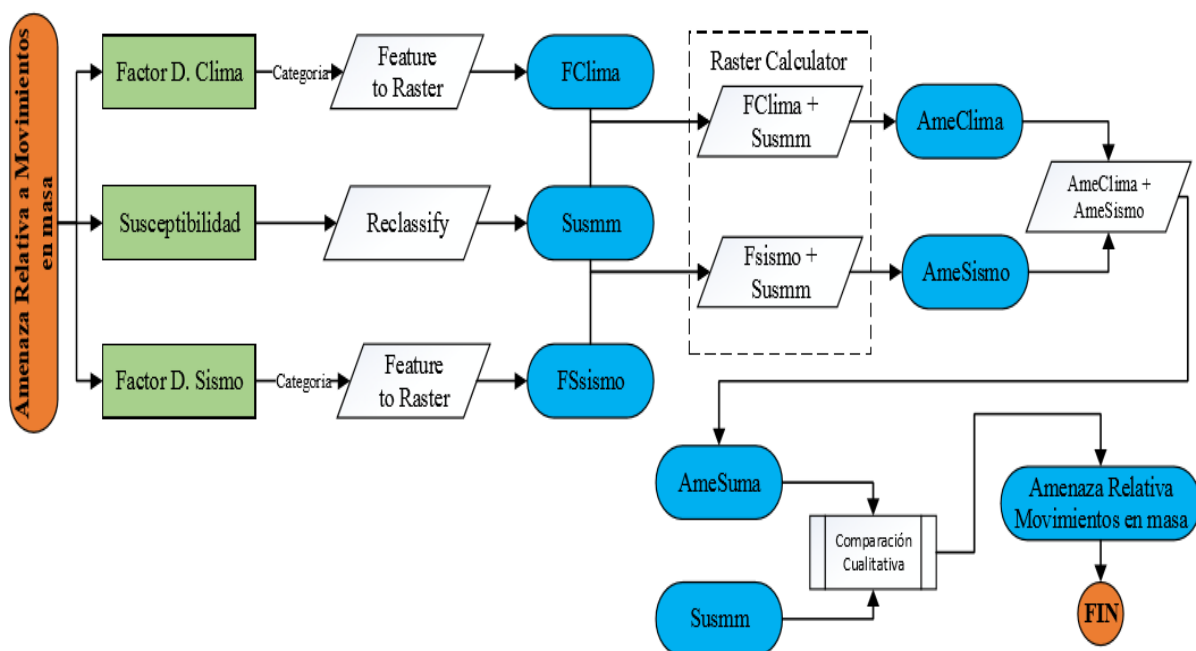 Amenaza Relativa a Movimientos
en masa
Factor D. Clima
Categoria
Feature
to Raster
FClima
Raster Calculator
FClima +
Susmm
AmeClima
AmeClima +
AmeSismo
Susceptibilidad
Reclassify
Susmm
Fsismo +
Susmm
AmeSismo
Factor D. Sismo
Categoria
Feature
to Raster
FSsismo
AmeSuma
Comparación
Cualitativa
Amenaza Relativa
Movimientos en masa
Susmm
FIN